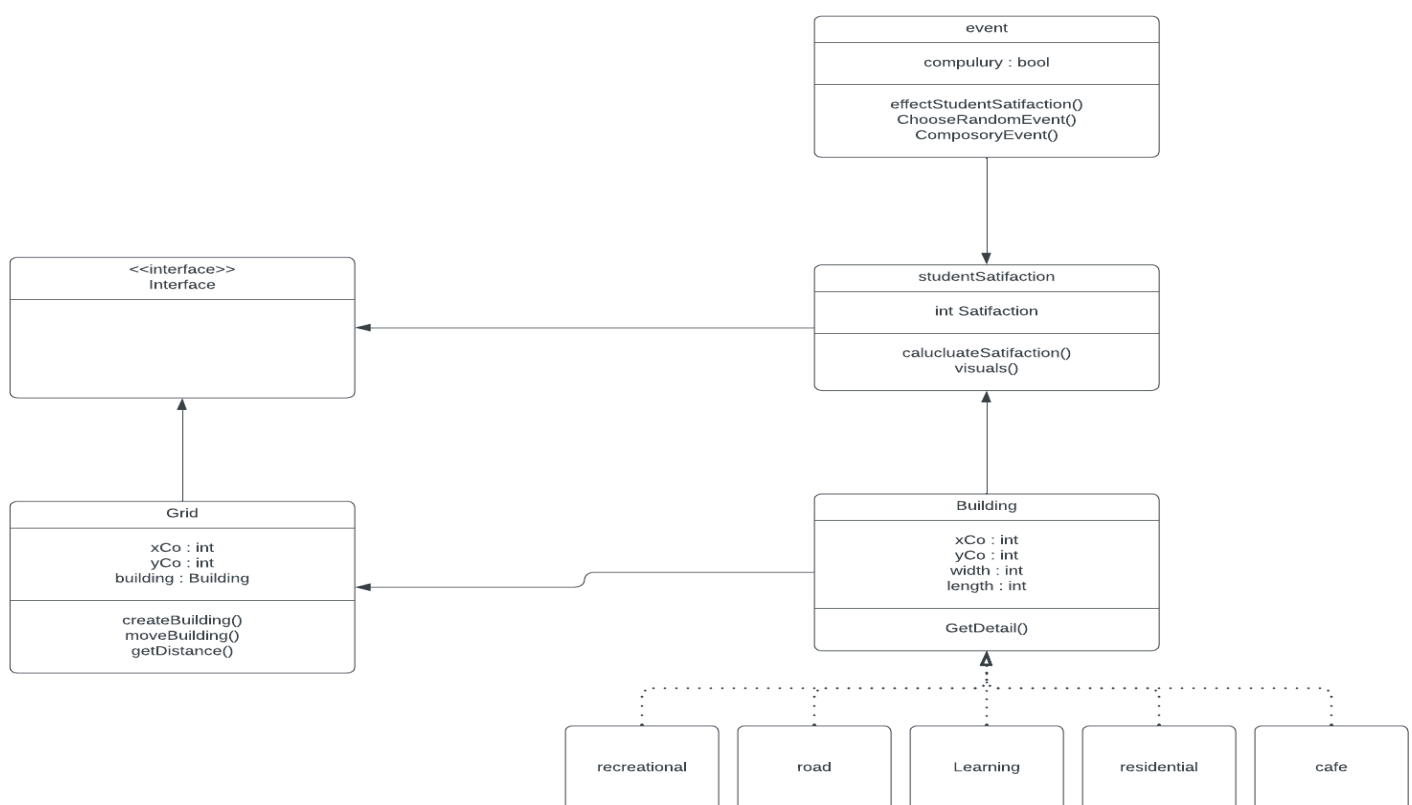 event
compulury : bool
effectStudentSatifaction()
ChooseRandomEvent()
ComposoryEvent()
<<interface>>
Interface
studentSatifaction
int Satifaction
calucluateSatifaction()
visuals()
Grid
xCo : int
yCo : int
building : Building
createBuilding()
moveBuilding()
getDistance()
Building
xCo : int
yCo : int
width : int
length : int
GetDetail()
recreational
road
Learning
residential
cafe